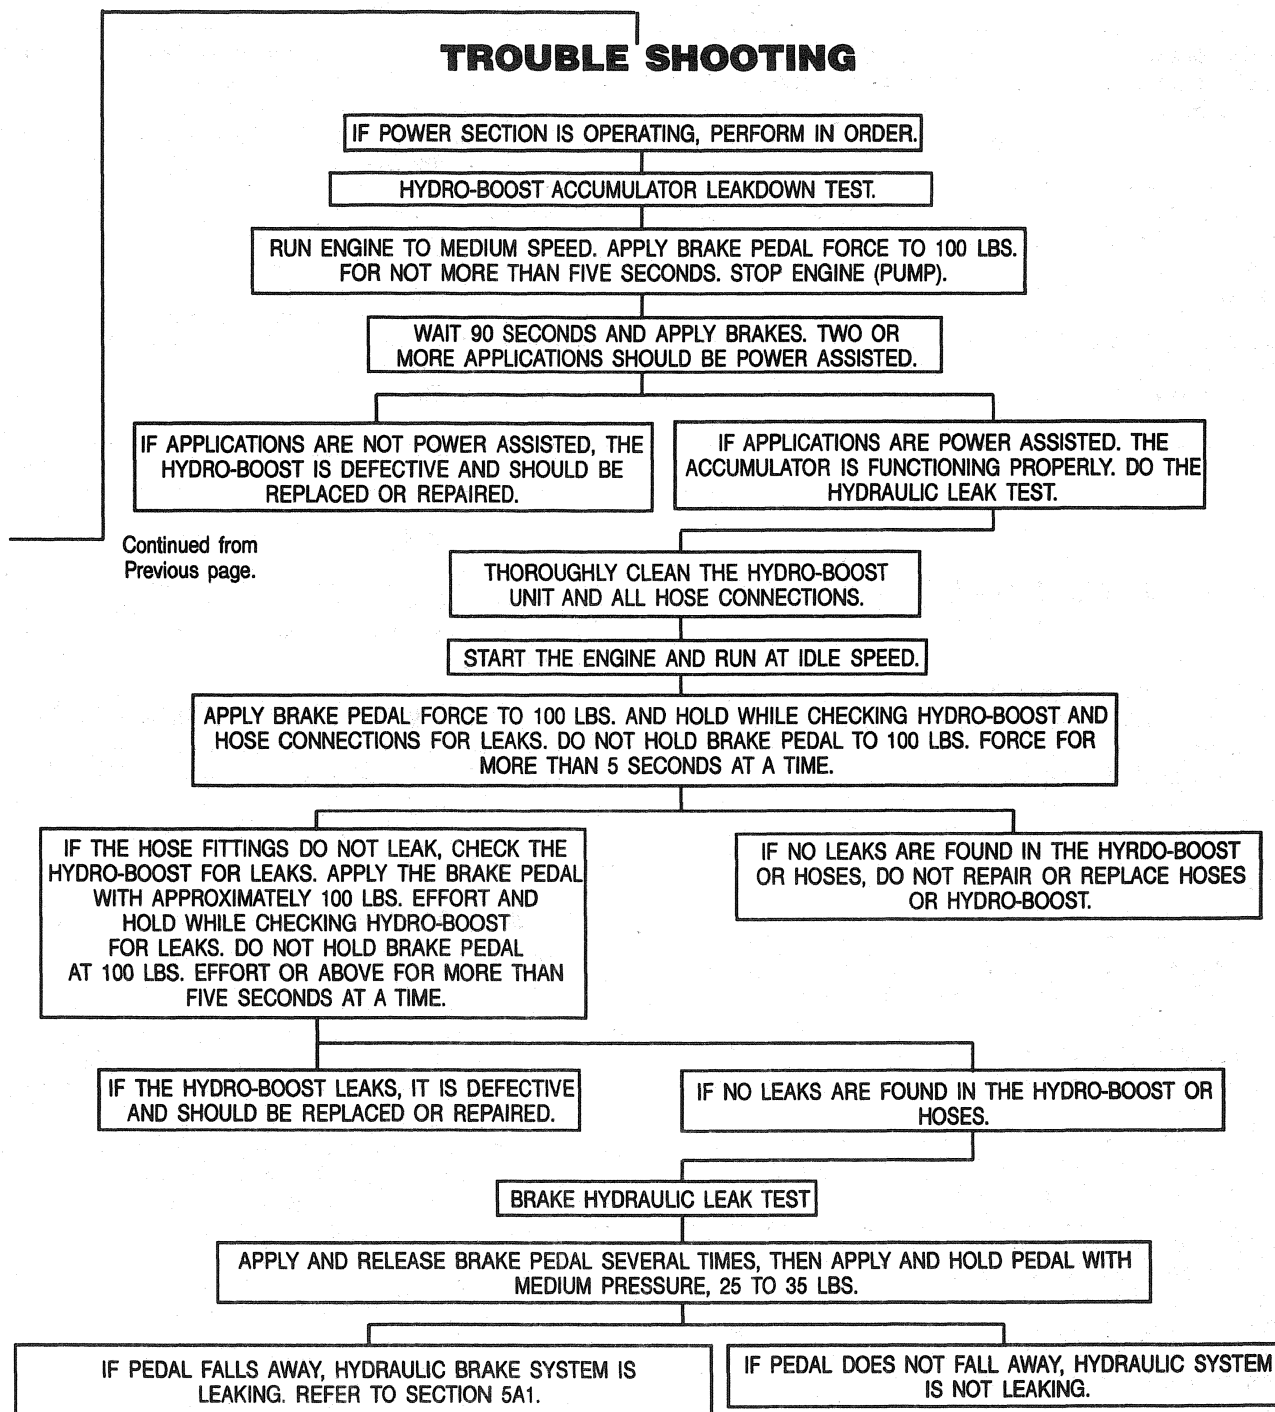 TROUBLE SHOOTING
IF POWER SECTION IS OPERATING, PERFORM IN ORDER.
HYDRO-BOOST ACCUMULATOR LEAKDOWN TEST.
RUN ENGINE TO MEDIUM SPEED. APPLY BRAKE PEDAL FORCE TO 100 LBS.
FOR NOT MORE THAN FIVE SECONDS. STOP ENGINE (PUMP).
WAIT 90 SECONDS AND APPLY BRAKES. TWO OR
MORE APPLICATIONS SHOULD BE POWER ASSISTED.
IF APPLICATIONS ARE NOT POWER ASSISTED, THE
HYDRO-BOOST IS DEFECTIVE AND SHOULD BE
REPLACED OR REPAIRED.
IF APPLICATIONS ARE POWER ASSISTED. THE
ACCUMULATOR IS FUNCTIONING PROPERLY. DO THE
HYDRAULIC LEAK TEST.
Continued from
Previous page.
THOROUGHLY CLEAN THE HYDRO-BOOST
UNIT AND ALL HOSE CONNECTIONS.
START THE ENGINE AND RUN AT IDLE SPEED.
APPLY BRAKE PEDAL FORCE TO 100 LBS. AND HOLD WHILE CHECKING HYDRO-BOOST AND
HOSE CONNECTIONS FOR LEAKS. DO NOT HOLD BRAKE PEDAL TO 100 LBS. FORCE FOR
MORE THAN 5 SECONDS AT A TIME.
IF THE HOSE FITTINGS DO NOT LEAK, CHECK THE
HYDRO-BOOST FOR LEAKS. APPLY THE BRAKE PEDAL
WITH APPROXIMATELY 100 LBS. EFFORT AND
HOLD WHILE CHECKING HYDRO-BOOST
FOR LEAKS. DO NOT HOLD BRAKE PEDAL
AT 100 LBS. EFFORT OR ABOVE FOR MORE THAN
FIVE SECONDS AT A TIME.
IF NO LEAKS ARE FOUND IN THE HYRDO-BOOST
OR HOSES, DO NOT REPAIR OR REPLACE HOSES
OR HYDRO-BOOST.
IF THE HYDRO-BOOST LEAKS, IT IS DEFECTIVE
AND SHOULD BE REPLACED OR REPAIRED.
IF NO LEAKS ARE FOUND IN THE HYDRO-BOOST OR
HOSES.
BRAKE HYDRAULIC LEAK TEST
APPLY AND RELEASE BRAKE PEDAL SEVERAL TIMES, THEN APPLY AND HOLD PEDAL WITH
MEDIUM PRESSURE, 25 TO 35 LBS.
IF PEDAL FALLS AWAY, HYDRAULIC BRAKE SYSTEM IS
LEAKING. REFER TO SECTION 5A1.
IF PEDAL DOES NOT FALL AWAY, HYDRAULIC SYSTEM
IS NOT LEAKING.